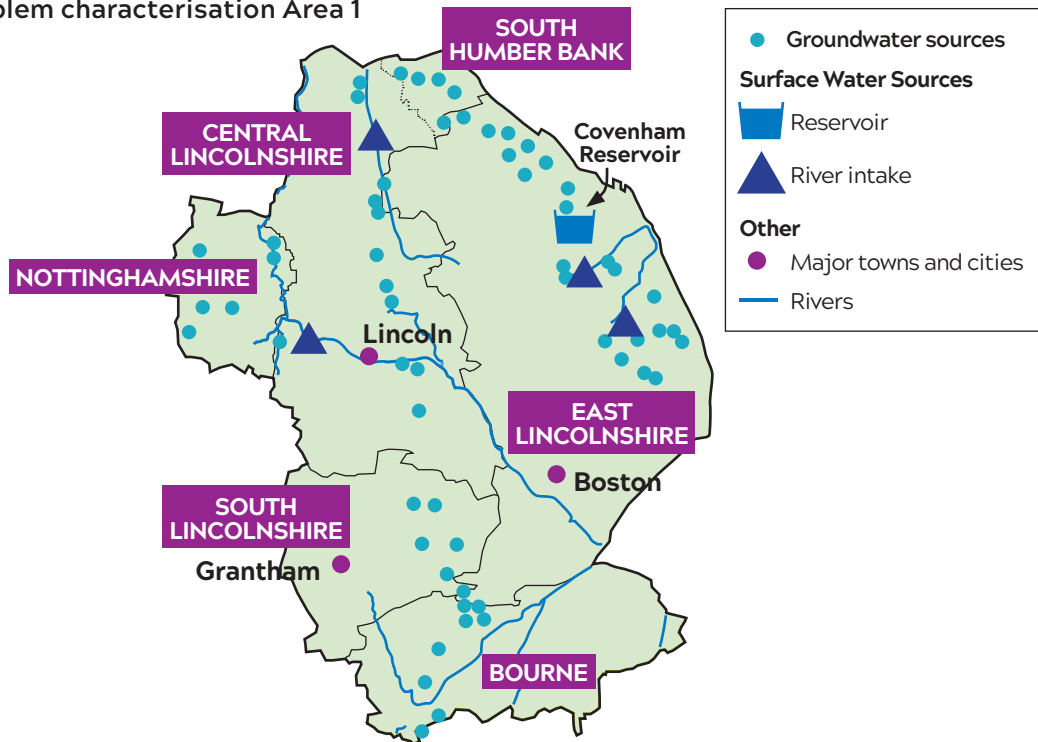 blem characterisation Area 1
SOUTH
HUMBER BANK
CENTRAL
LINCOLNSHIRE
Covenham
Reservoir
NOTTINGHAMSHIRE
Lincoln
EAST
LINCOLNSHIRE
Boston
SOUTH
LINCOLNSHIRE
Grantham
BOURNE
Groundwater sources
Surface Water Sources
Reservoir
River intake
Other
Major towns and cities
Rivers